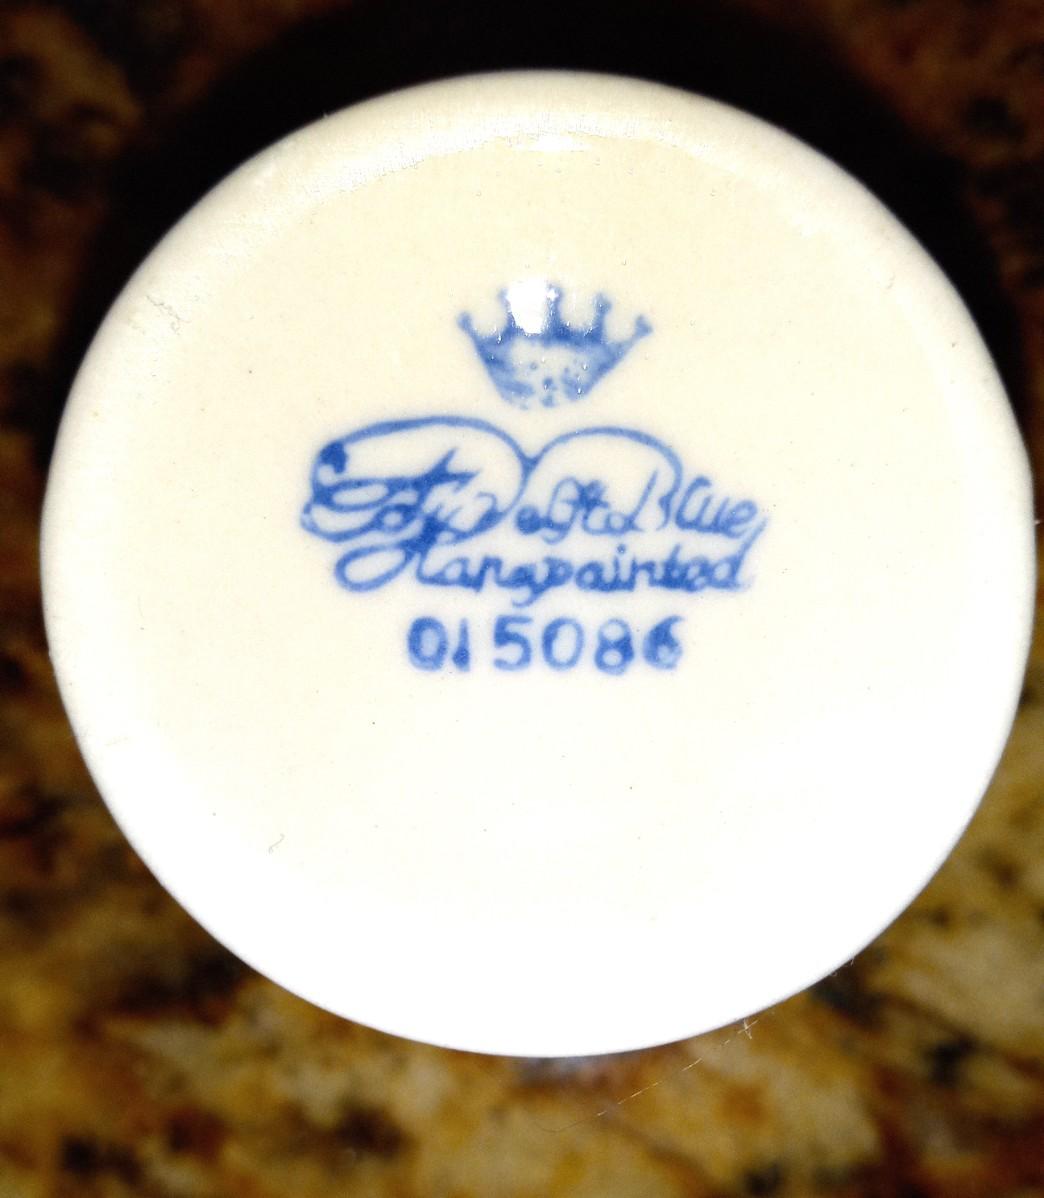 Delft Blue
Handpainted
015086